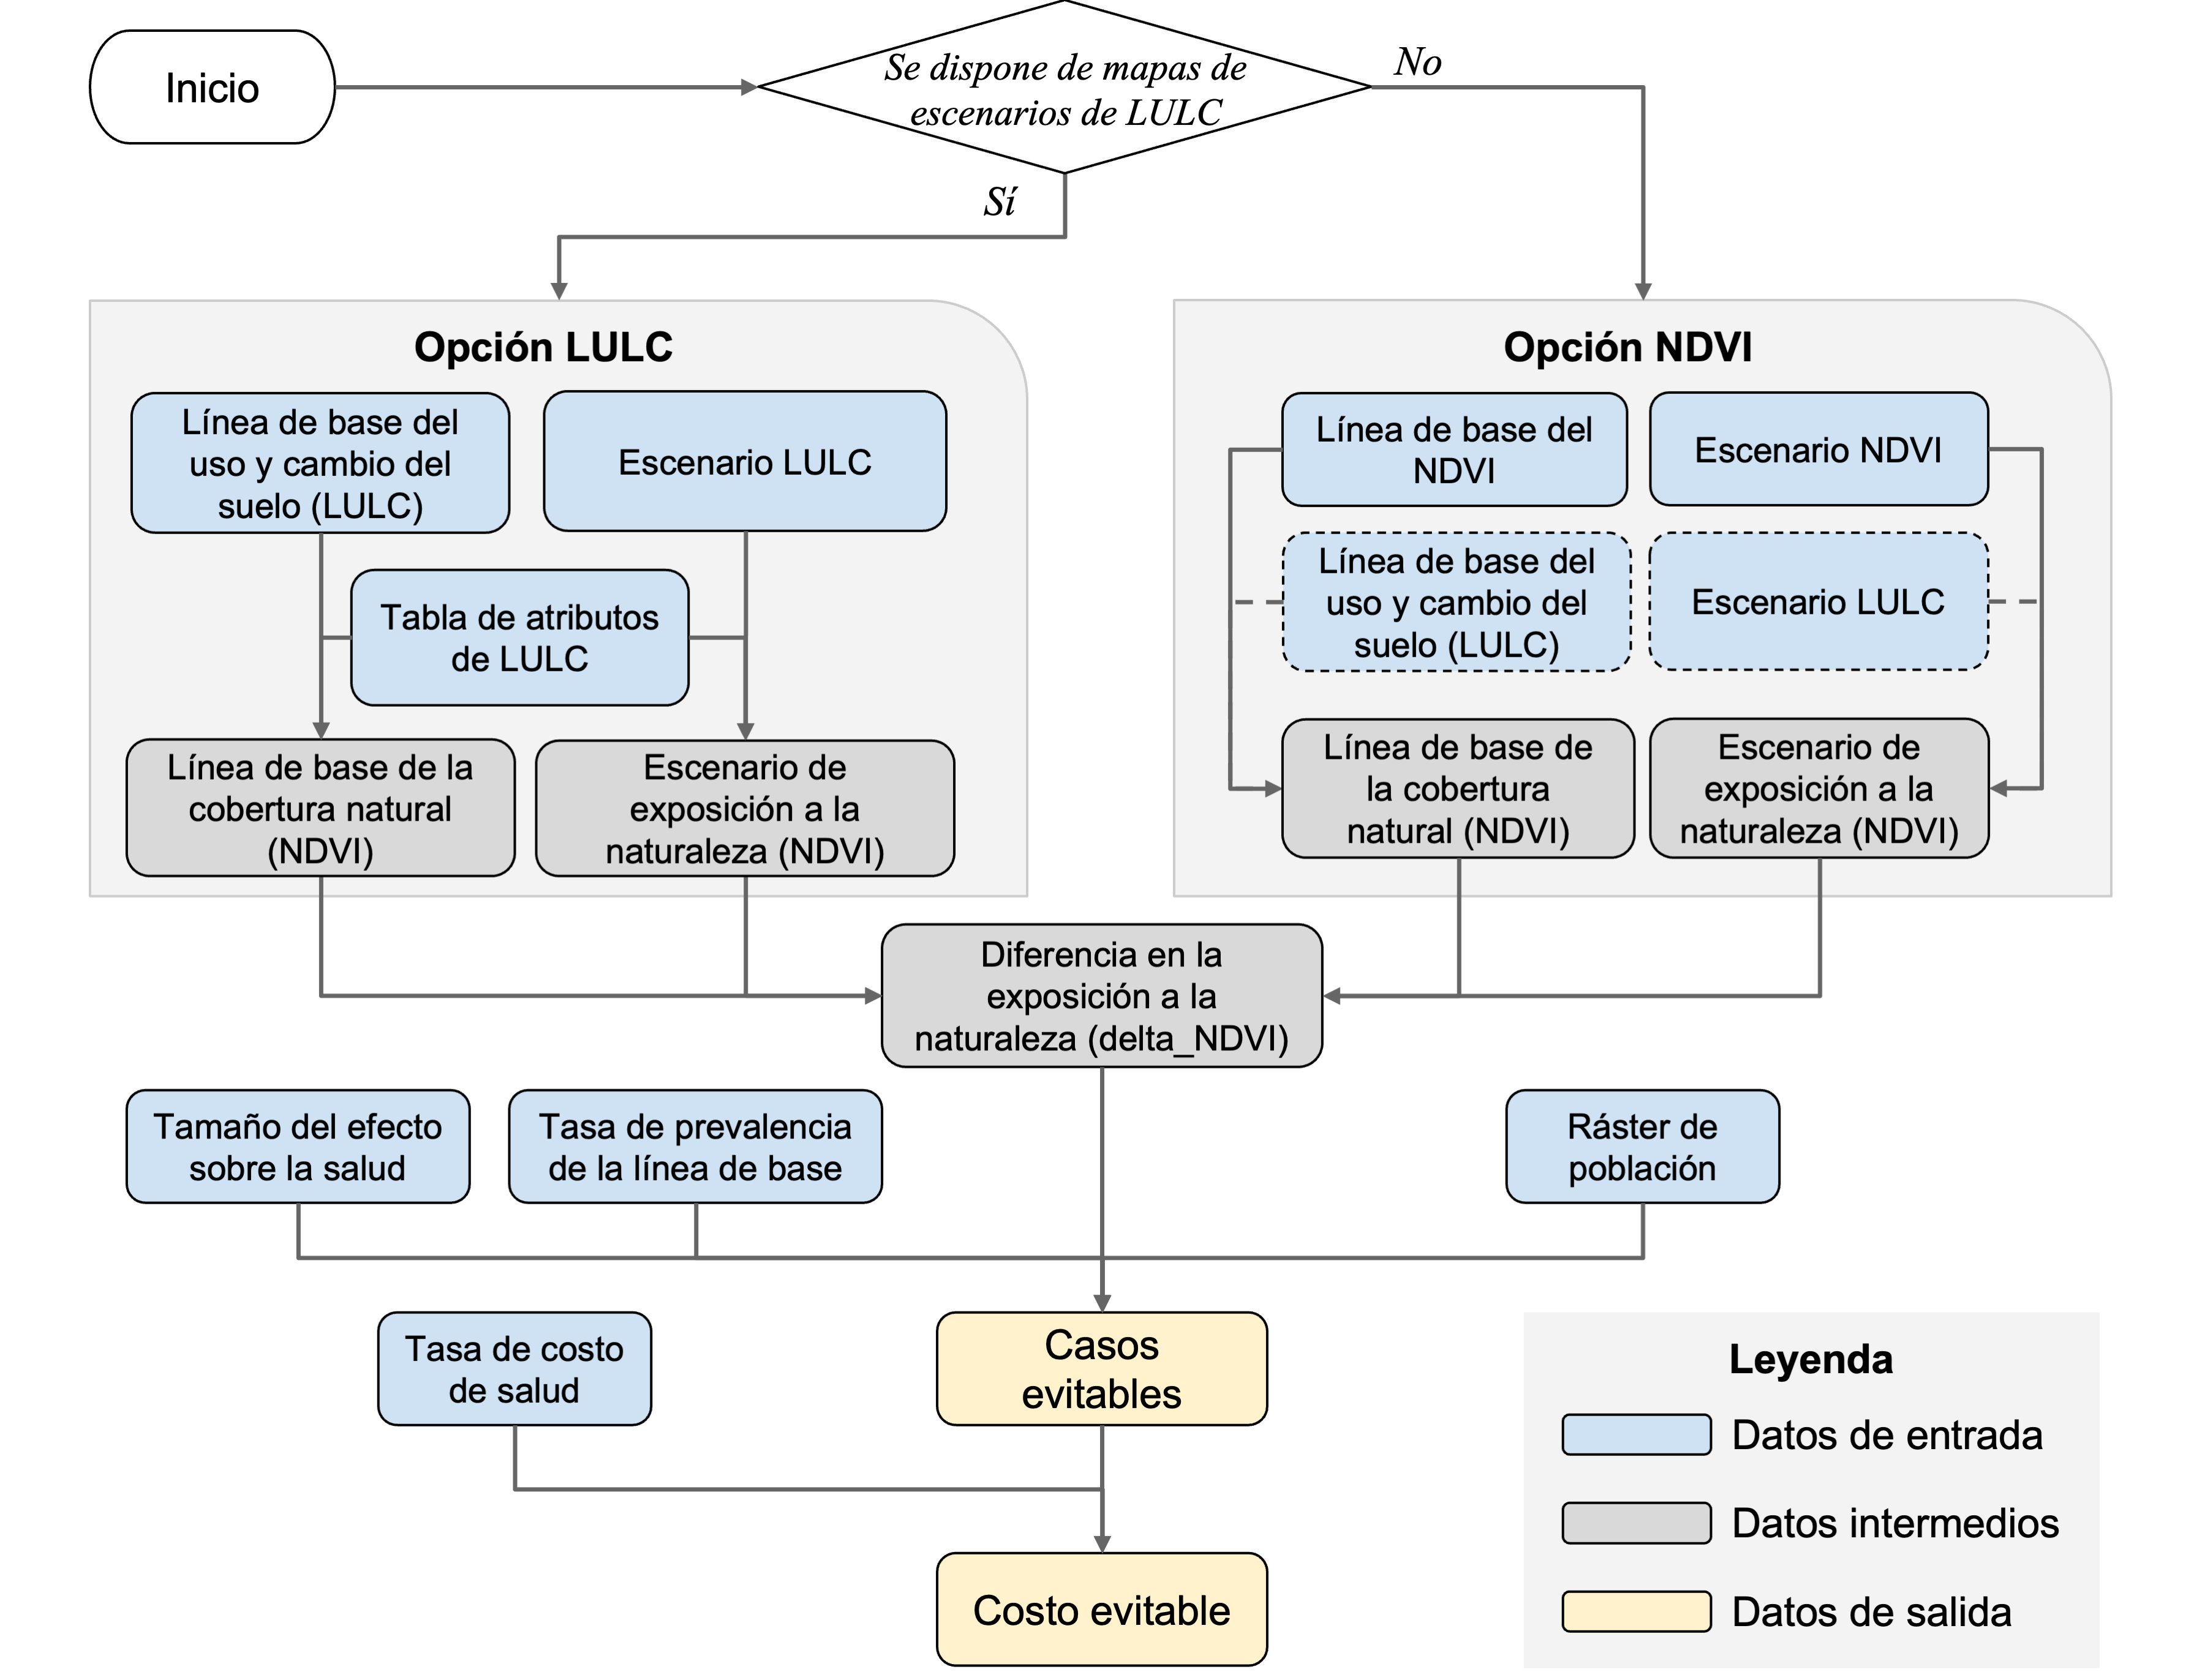 Inicio
Se dispone de mapas de
escenarios de LULC
No
Sí
Opción LULC
Línea de base del
uso y cambio del
suelo (LULC)
Escenario LULC
Tabla de atributos
de LULC
Línea de base de la
cobertura natural
(NDVI)
Escenario de
exposición a la
naturaleza (NDVI)
Opción NDVI
Línea de base del
NDVI
Escenario NDVI
Línea de base del
uso y cambio del
suelo (LULC)
Escenario LULC
Línea de base de
la cobertura
natural (NDVI)
Escenario de
exposición a la
naturaleza (NDVI)
Diferencia en la
exposición a la
naturaleza (delta_NDVI)
Tamaño del efecto
sobre la salud
Tasa de prevalencia
de la línea de base
Ráster de
población
Tasa de costo
de salud
Casos
evitables
Costo evitable
Leyenda
Datos de entrada
Datos intermedios
Datos de salida